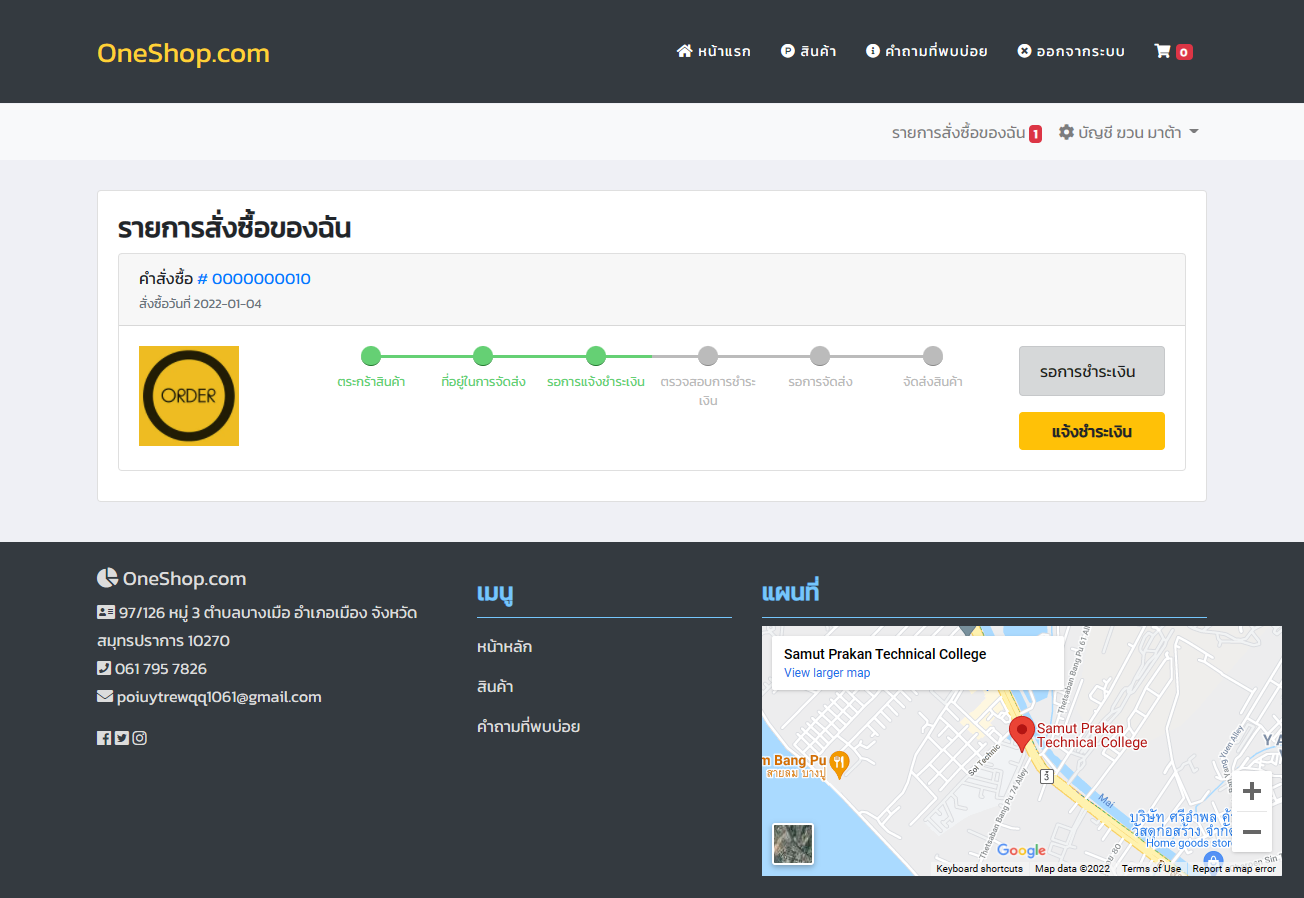 OneShop.com
หน้าแรก
สินค้า
คำถามที่พบบ่อย
ออกจากระบบ
0
รายการสั่งซื้อของฉัน 1
บัญชี ฆวน มาต้า
รายการสั่งซื้อของฉัน
คำสั่งซื้อ # 0000000010
สั่งซื้อวันที่ 2022-01-04
ORDER
ตระกร้าสินค้า
ที่อยู่ในการจัดส่ง
รอการแจ้งชำระเงิน
ตรวจสอบการชำระ
เงิน
รอการจัดส่ง
จัดส่งสินค้า
รอการชำระเงิน
แจ้งชำระเงิน
OneShop.com
97/126 หมู่ 3 ตำบลบางเมือ อำเภอเมือง จังหวัด
สมุทรปราการ 10270
061 795 7826
poiuytrewqq1061@gmail.com
เมนู
หน้าหลัก
สินค้า
คำถามที่พบบ่อย
แผนที่
Samut Prakan Technical College
View larger map
Thetsaban Bang Pu 61 Al
Samut Prakan
Technical College
Soi Technic
m Bang Pu
สายลม บางปู
3
Thetsaban Bang Pu 74 Alley
Mai
Yuen Alley
YA
บริษัท ศรีอำพล ค้
วัสดุก่อสร้าง จำกั
Home goods stor
Google
Keyboard shortcuts
Map data ©2022
Terms of Use
Report a map error